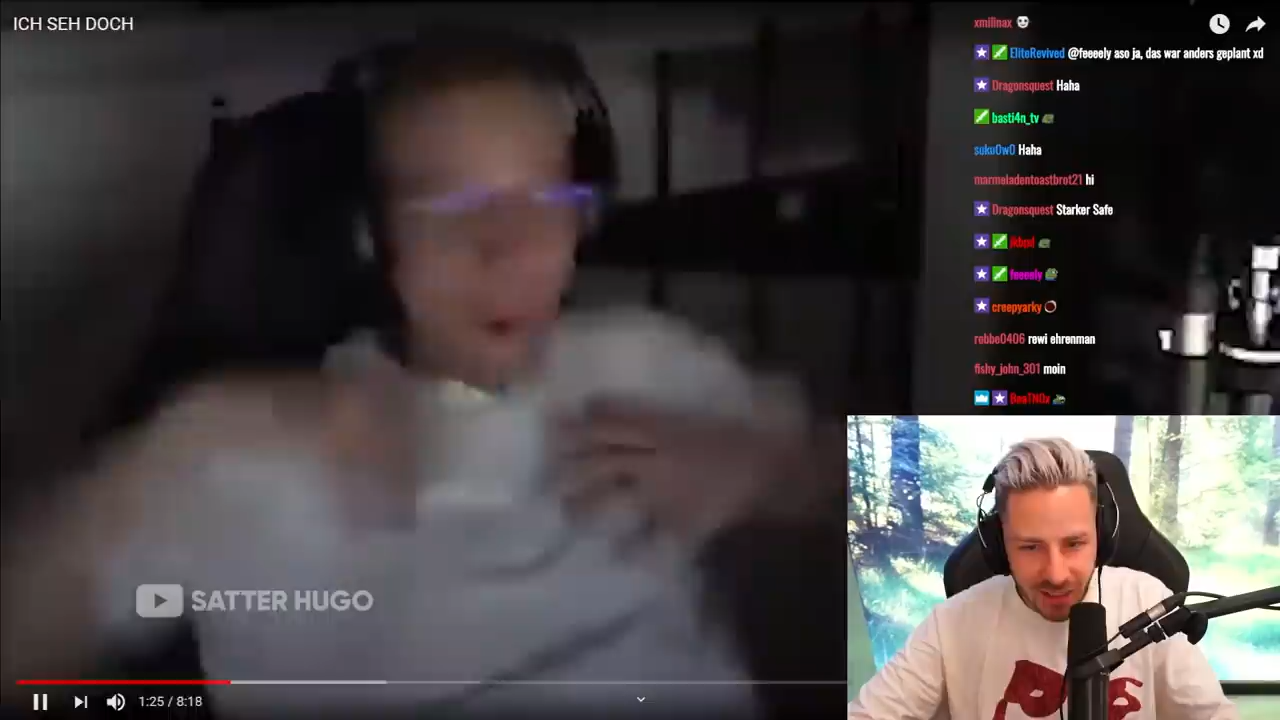 ICH SEH DOCH
xmilinax
EliteRevived @feeeely aso ja, das war anders geplant xd
Dragonsquest Haha
basti4n_tv
sukuOwO Haha
marmeladentoastbrot21 hi
Dragonsquest Starker Safe
feeeely
creepyarky
robbe0406 rewi ehrenman
fishy_john_301 moin
SATTER HUGO
1:25 / 8:18